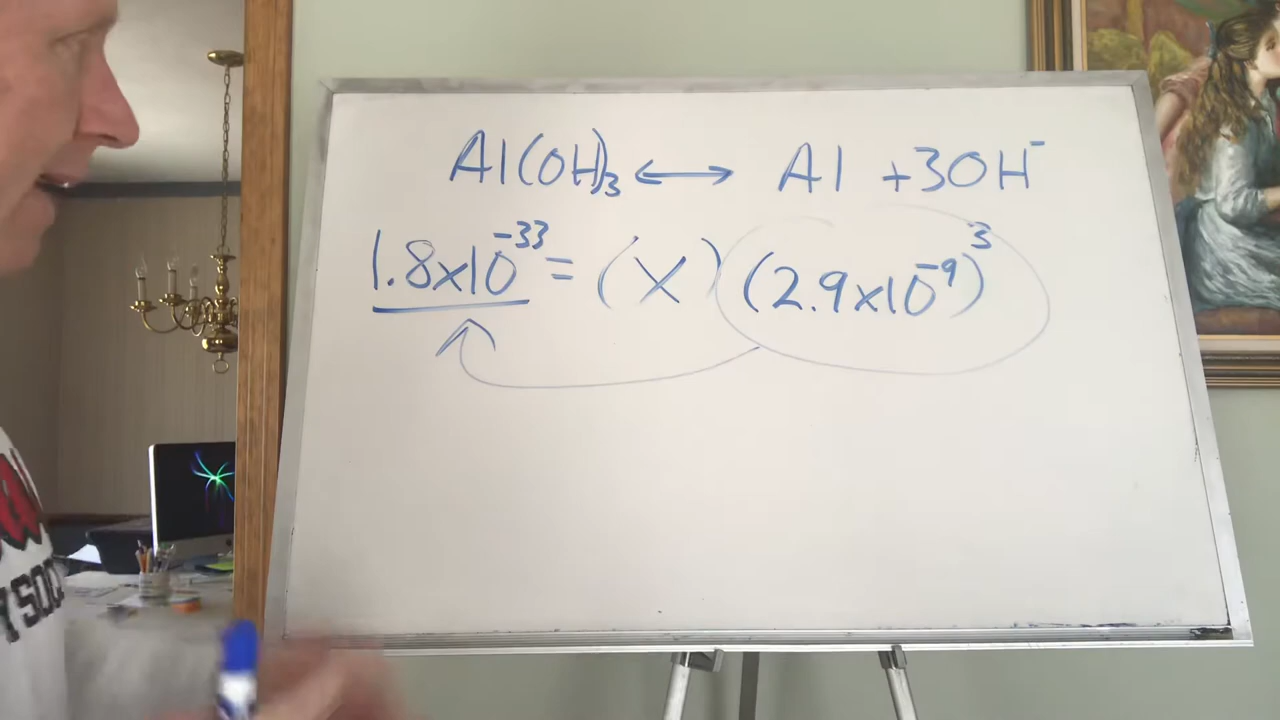 Al(OH)₃ ⟷ Al + 3OH⁻
1.8x10⁻³³ = (X)(2.9x10⁻⁹)³